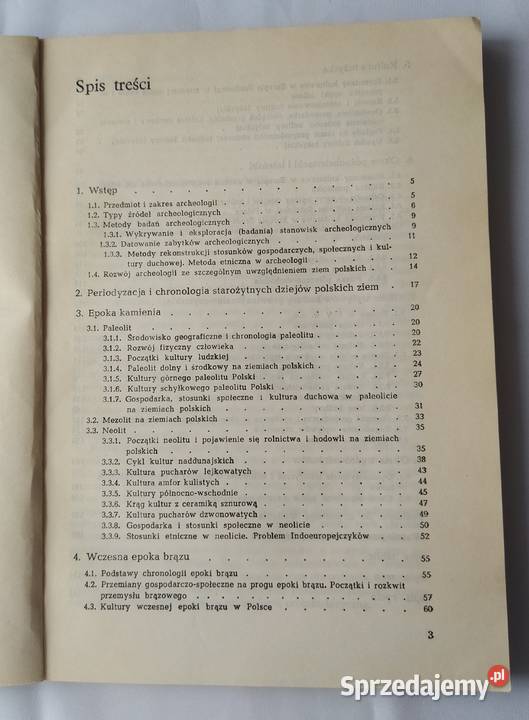 Spis treści
1. Wstęp . . . . . . . . . . . . 5
1.1. Przedmiot i zakres archeologii . . . . . . . . 5
1.2. Typy źródeł archeologicznych . . . . . . . . 6
1.3. Metody badań archeologicznych . . . . . . . . 9
1.3.1. Wykrywanie i eksploracja (badania) stanowisk archeologicznych 9
1.3.2. Datowanie zabytków archeologicznych . . . . . . 11
1.3.3. Metody rekonstrukcji stosunków gospodarczych, społecznych i kul-
tury duchowej. Metoda etniczna w archeologii . . . . 12
1.4. Rozwój archeologii ze szczególnym uwzględnieniem ziem polskich . 14
2. Periodyzacja i chronologia starożytnych dziejów polskich ziem . 17
3. Epoka kamienia . . . . . . . . . . 20
3.1. Paleolit . . . . . . . . . . . 20
3.1.1. Środowisko geograficzne i chronologia paleolitu . . . . 20
3.1.2. Rozwój fizyczny człowieka . . . . . . . 22
3.1.3. Początki kultury ludzkiej . . . . . . . 23
3.1.4. Paleolit dolny i środkowy na ziemiach polskich . . . . 24
3.1.5. Kultury górnego paleolitu Polski . . . . . . 27
3.1.6. Kultury schyłkowego paleolitu Polski . . . . . 30
3.1.7. Gospodarka, stosunki społeczne i kultura duchowa w paleolicie
na ziemiach polskich . . . . . . . . 31
3.2. Mezolit na ziemiach polskich . . . . . . . . 33
3.3. Neolit . . . . . . . . . . . 35
3.3.1. Początki neolitu i pojawienie się rolnictwa i hodowli na ziemiach
polskich . . . . . . . . . . 35
3.3.2. Cykl kultur naddunajskich . . . . . . . 38
3.3.3. Kultura pucharów lejkowatych . . . . . . 43
3.3.4. Kultura amfor kulistych . . . . . . . 44
3.3.5. Kultury północno-wschodnie . . . . . . . 45
3.3.6. Krąg kultur z ceramiką sznurową . . . . . . 47
3.3.7. Kultura pucharów dzwonowatych . . . . . . 49
3.3.8. Gospodarka i stosunki społeczne w neolicie . . . . 50
3.3.9. Stosunki etniczne w neolicie. Problem Indoeuropejczyków . . 52
4. Wczesna epoka brązu . . . . . . . . . 55
4.1. Podstawy chronologii epoki brązu . . . . . . . 55
4.2. Przemiany gospodarczo-społeczne na progu epoki brązu. Początki i rozkwit
przemysłu brązowego . . . . . . . . . 57
4.3. Kultury wczesnej epoki brązu w Polsce . . . . . . 60
3
Sprzedajemy.pl